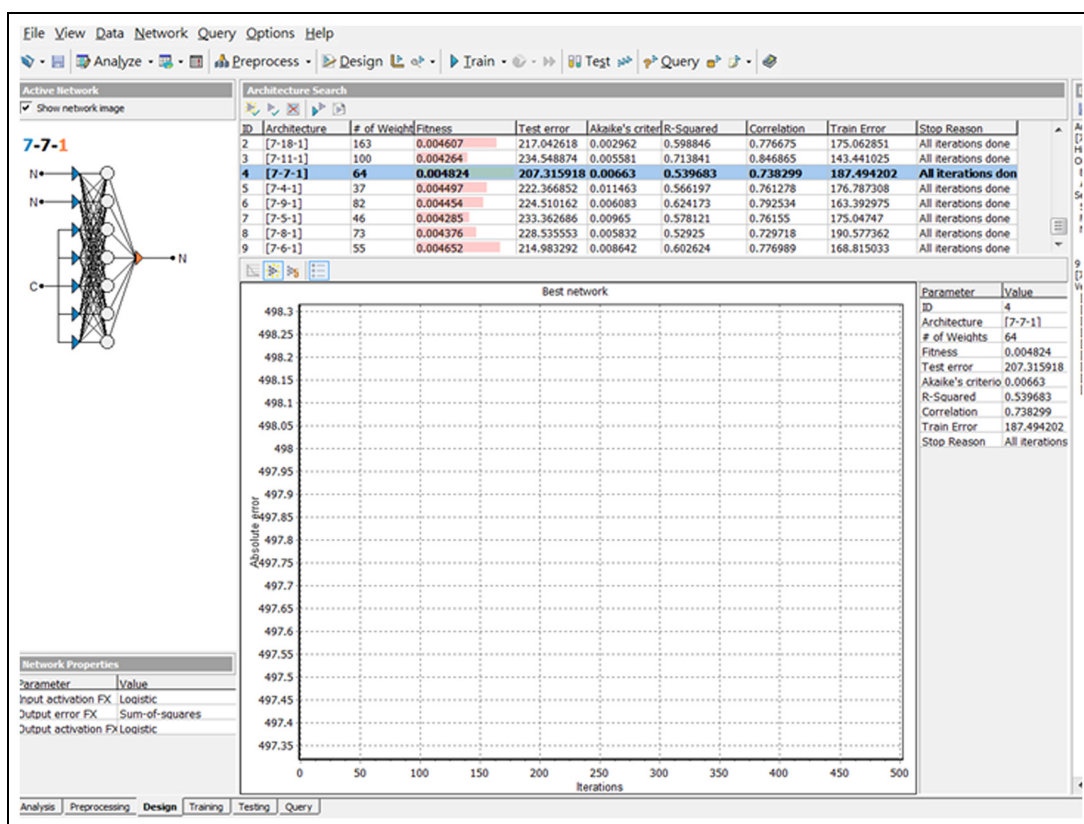 File View Data Network Query Options Help
Analyze Preprocess Design Train Test Query
Active Network
Show network image
7-7-1
N
N
C
N
Architecture Search
ID Architecture # of Weight Fitness Test error Akaike's criter R-Squared Correlation Train Error Stop Reason
2 [7-18-1] 163 0.004607 217.042618 0.002962 0.598846 0.776675 175.062851 All iterations done
3 [7-11-1] 100 0.004264 234.548874 0.005581 0.713841 0.846865 143.441025 All iterations done
4 [7-7-1] 64 0.004824 207.315918 0.00663 0.539683 0.738299 187.494202 All iterations don
5 [7-4-1] 37 0.004497 222.366852 0.011463 0.566197 0.761278 176.787308 All iterations done
6 [7-9-1] 82 0.004454 224.510162 0.006083 0.624173 0.792534 163.392975 All iterations done
7 [7-5-1] 46 0.004285 233.362686 0.00965 0.578121 0.76155 175.04747 All iterations done
8 [7-8-1] 73 0.004376 228.535553 0.005832 0.52925 0.729718 190.577362 All iterations done
9 [7-6-1] 55 0.004652 214.983292 0.008642 0.602624 0.776989 168.815033 All iterations done
Best network
Absolute error
498.3
498.25
498.2
498.15
498.1
498.05
498
497.95
497.9
497.85
497.8
497.75
497.7
497.65
497.6
497.55
497.5
497.45
497.4
497.35
0 50 100 150 200 250 300 350 400 450 500
Iterations
Parameter Value
ID 4
Architecture [7-7-1]
# of Weights 64
Fitness 0.004824
Test error 207.315918
Akaike's criterio 0.00663
R-Squared 0.539683
Correlation 0.738299
Train Error 187.494202
Stop Reason All iterations
Network Properties
Parameter Value
Input activation FX Logistic
Output error FX Sum-of-squares
Output activation FX Logistic
Analysis Preprocessing Design Training Testing Query